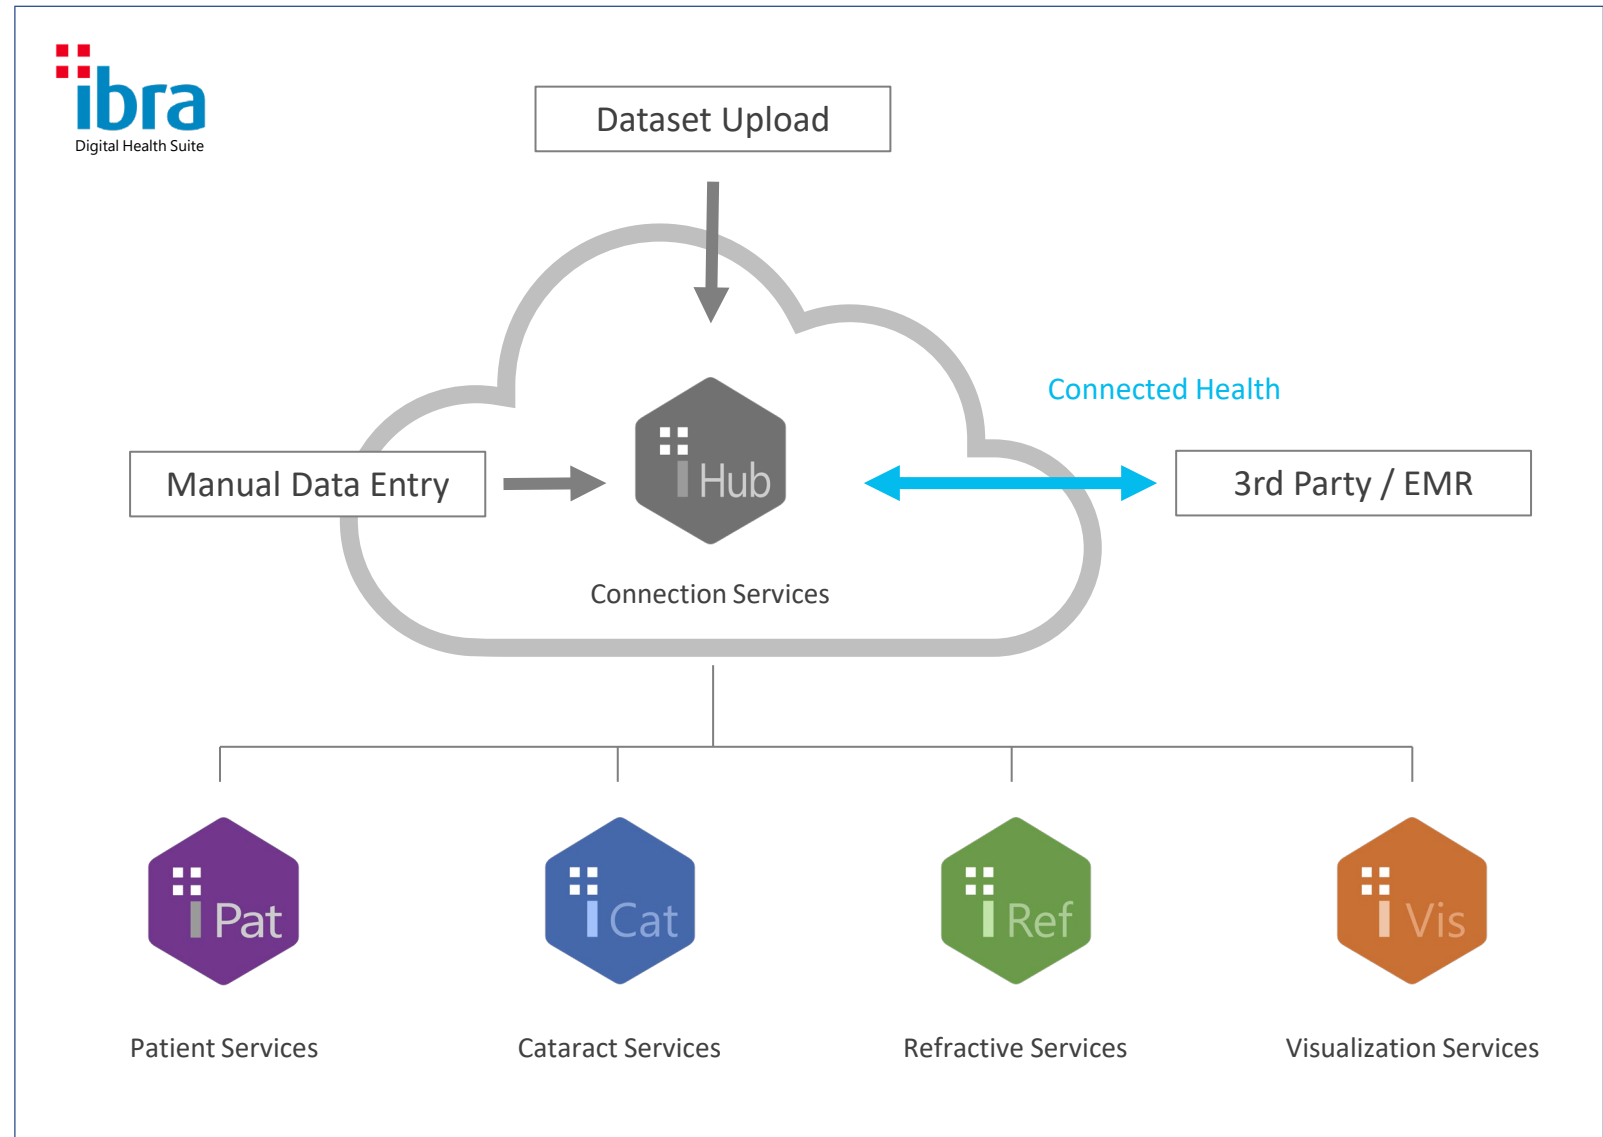 ibra
Digital Health Suite
Dataset Upload
Connected Health
Manual Data Entry
i Hub
3rd Party / EMR
Connection Services
i Pat
i Cat
i Ref
i Vis
Patient Services
Cataract Services
Refractive Services
Visualization Services